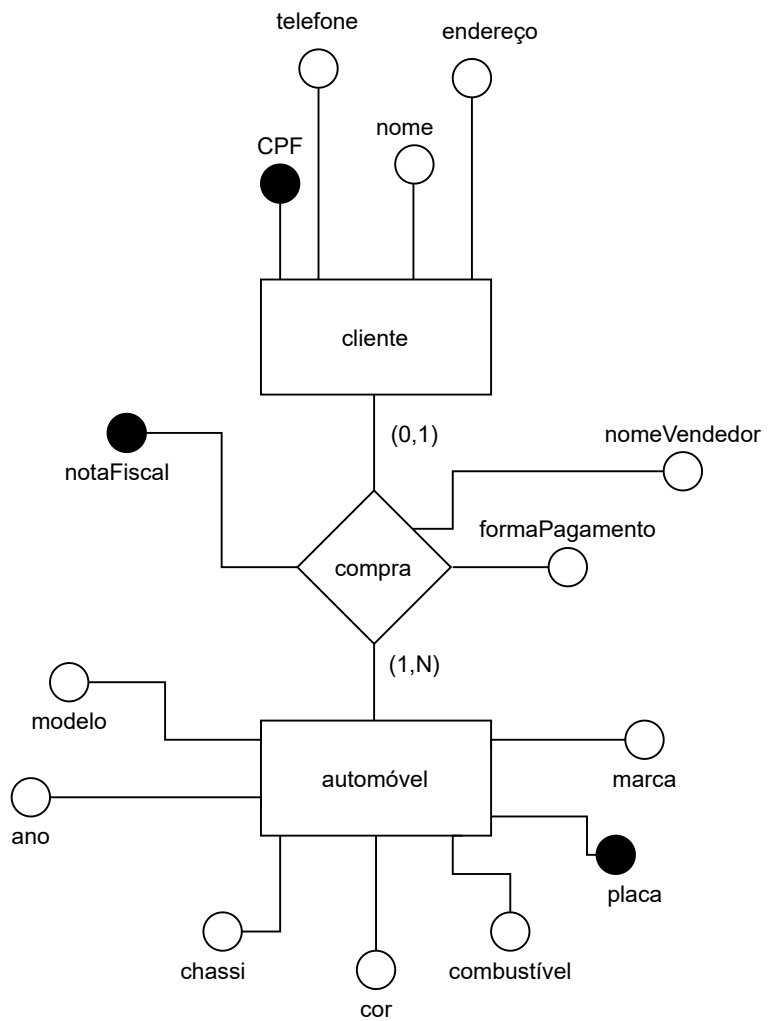 telefone
endereço
nome
CPF
cliente
(0,1)
nomeVendedor
notaFiscal
formaPagamento
compra
(1,N)
modelo
automóvel
marca
ano
placa
chassi
combustível
cor